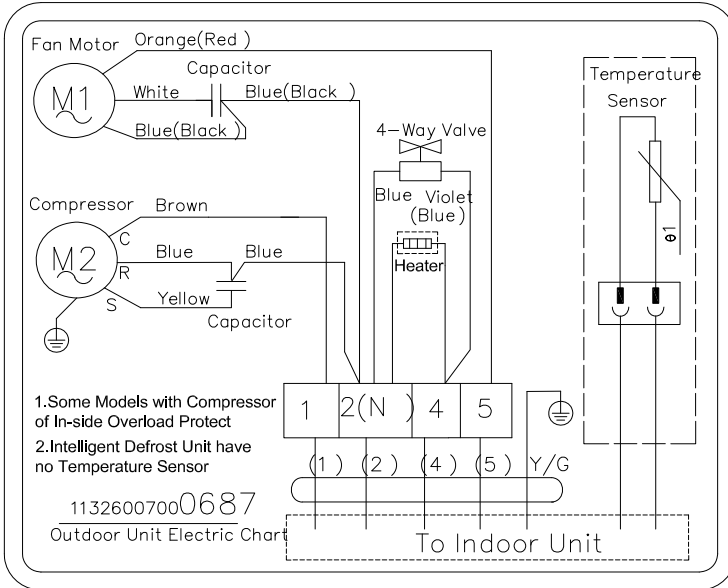 Fan Motor
Orange(Red )
Capacitor
M1
White
Blue(Black )
Blue(Black )
Temperature
Sensor
4-Way Valve
Blue
Violet
(Blue)
Heater
θ1
Compressor
Brown
C
M2
Blue
Blue
R
S
Yellow
Capacitor
1.Some Models with Compressor
of In-side Overload Protect
2.Intelligent Defrost Unit have
no Temperature Sensor
1 2(N ) 4 5
(1) (2) (4) (5) Y/G
11326007000687
Outdoor Unit Electric Chart
To Indoor Unit